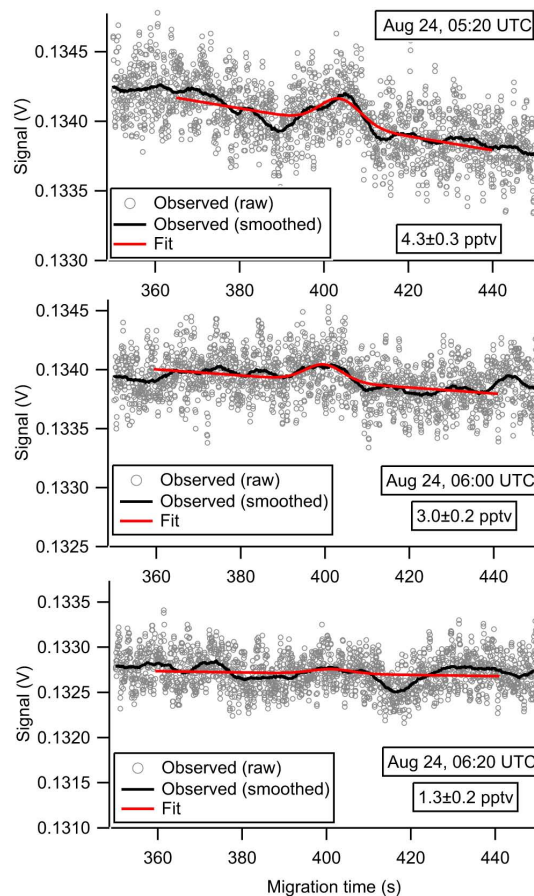 Aug 24, 05:20 UTC
0.1345
0.1340
0.1335
0.1330
Signal (V)
Observed (raw)
Observed (smoothed)
Fit
4.3±0.3 pptv
360 380 400 420 440
0.1345
0.1340
0.1335
0.1330
0.1325
Signal (V)
Observed (raw)
Observed (smoothed)
Fit
Aug 24, 06:00 UTC
3.0±0.2 pptv
360 380 400 420 440
0.1335
0.1330
0.1325
0.1320
0.1315
0.1310
Signal (V)
Observed (raw)
Observed (smoothed)
Fit
Aug 24, 06:20 UTC
1.3±0.2 pptv
360 380 400 420 440
Migration time (s)